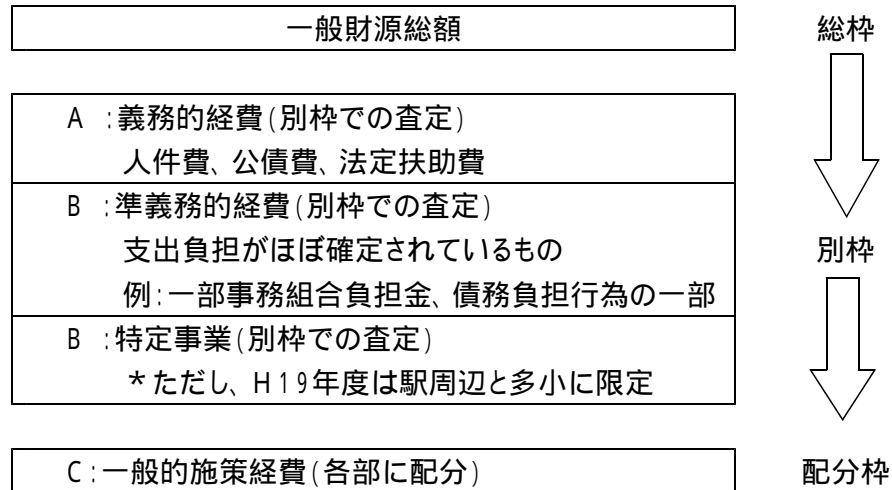 一般財源総額 総枠
A :義務的経費(別枠での査定)
人件費、公債費、法定扶助費
B :準義務的経費(別枠での査定)
支出負担がほぼ確定されているもの 別枠
例:一部事務組合負担金、債務負担行為の一部
B :特定事業(別枠での査定)
*ただし、H19年度は駅周辺と多小に限定
C:一般的施策経費(各部に配分) 配分枠